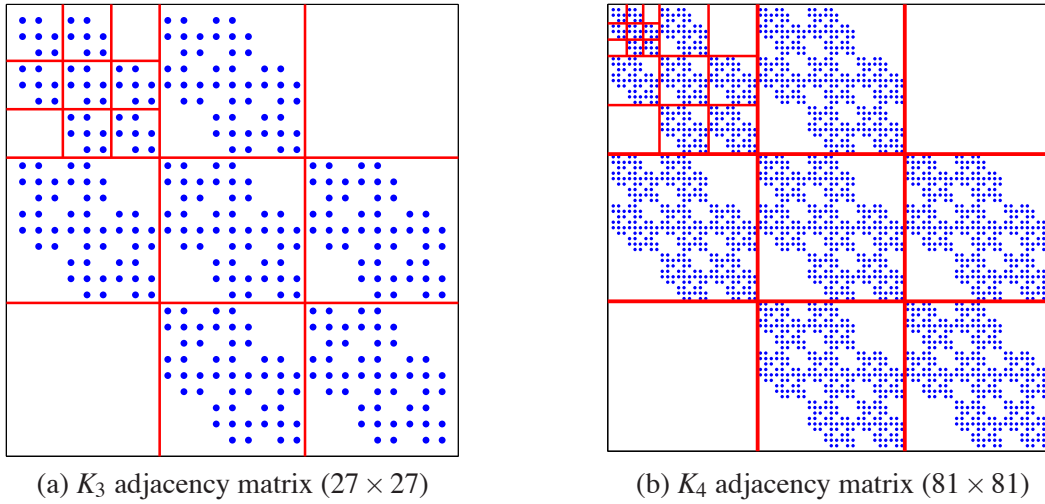 (a) K₃ adjacency matrix (27 × 27)
(b) K₄ adjacency matrix (81 × 81)